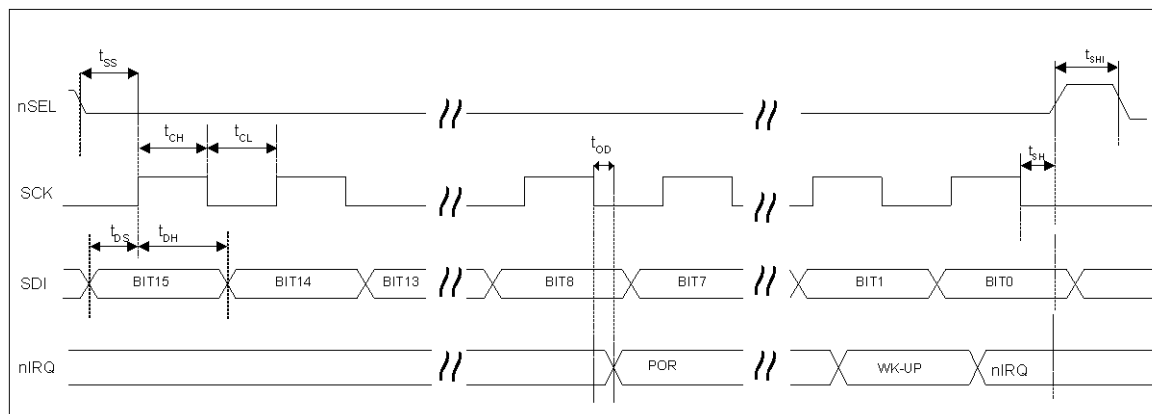 tSS
tSHI
nSEL
tCH
tCL
tOD
tSH
SCK
tDS
tDH
SDI
BIT15
BIT14
BIT13
BIT8
BIT7
BIT1
BIT0
nIRQ
POR
WK-UP
nIRQ